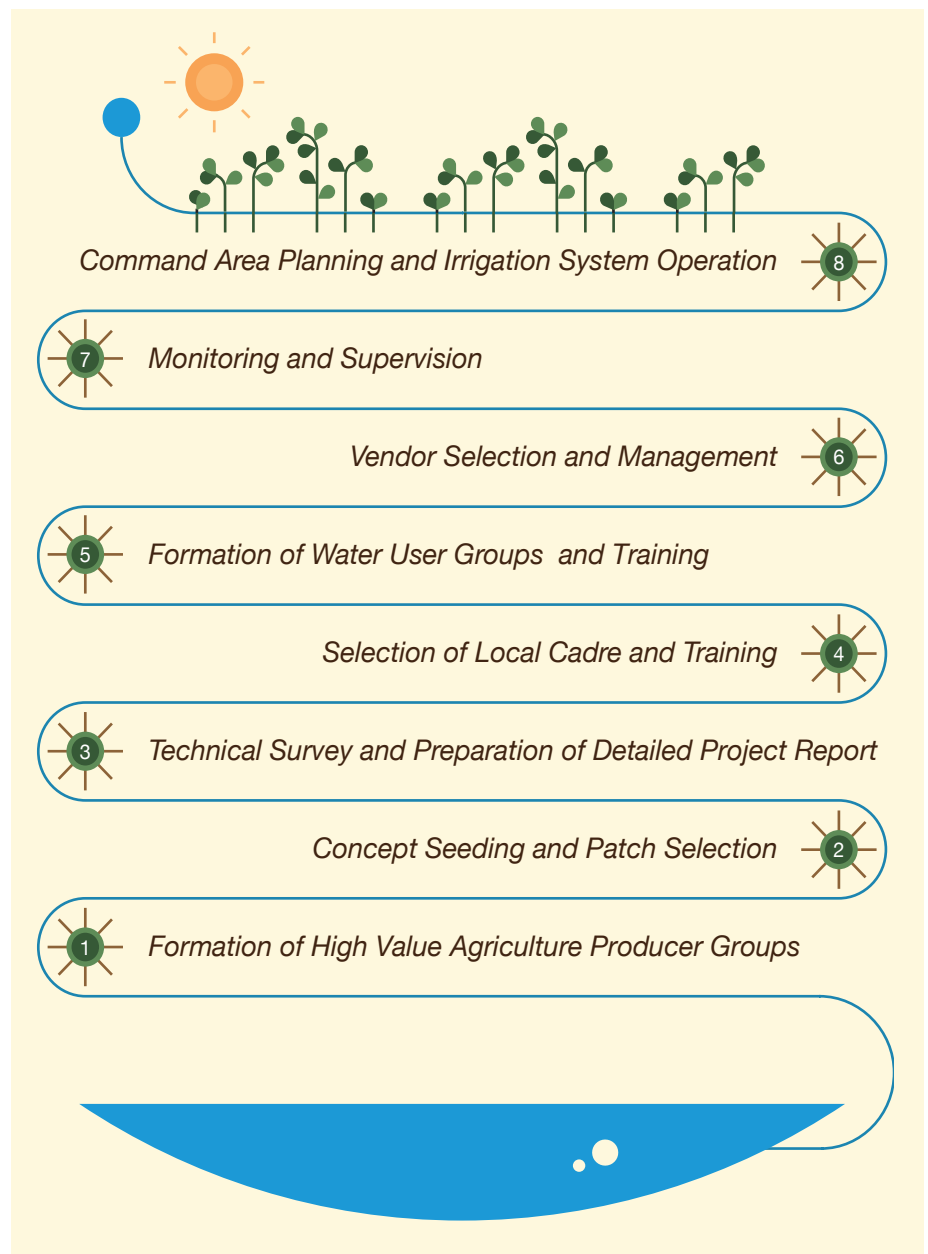 Command Area Planning and Irrigation System Operation 8
7 Monitoring and Supervision
Vendor Selection and Management 6
5 Formation of Water User Groups  and Training
Selection of Local Cadre and Training 4
3 Technical Survey and Preparation of Detailed Project Report
Concept Seeding and Patch Selection 2
1 Formation of High Value Agriculture Producer Groups